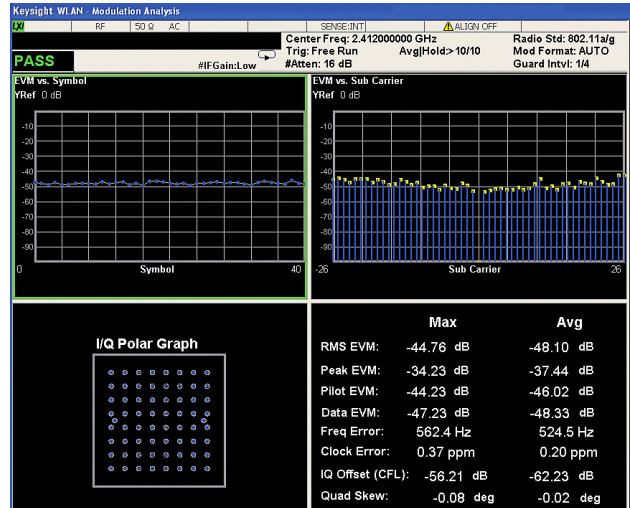 Keysight WLAN - Modulation Analysis
LXI RF 50 Ω AC SENSE:INT ALIGN OFF
Center Freq: 2.412000000 GHz Radio Std: 802.11a/g
Trig: Free Run Avg|Hold:>10/10 Mod Format: AUTO
PASS #IFGain:Low #Atten: 16 dB Guard Intvl: 1/4
EVM vs. Symbol
YRef 0 dB
-10
-20
-30
-40
-50
-60
-70
-80
-90
0 Symbol 40
EVM vs. Sub Carrier
YRef 0 dB
-10
-20
-30
-40
-50
-60
-70
-80
-90
-26 Sub Carrier 26
I/Q Polar Graph
Max Avg
RMS EVM: -44.76 dB -48.10 dB
Peak EVM: -34.23 dB -37.44 dB
Pilot EVM: -44.23 dB -46.02 dB
Data EVM: -47.23 dB -48.33 dB
Freq Error: 562.4 Hz 524.5 Hz
Clock Error: 0.37 ppm 0.20 ppm
IQ Offset (CFL): -56.21 dB -62.23 dB
Quad Skew: -0.08 deg -0.02 deg